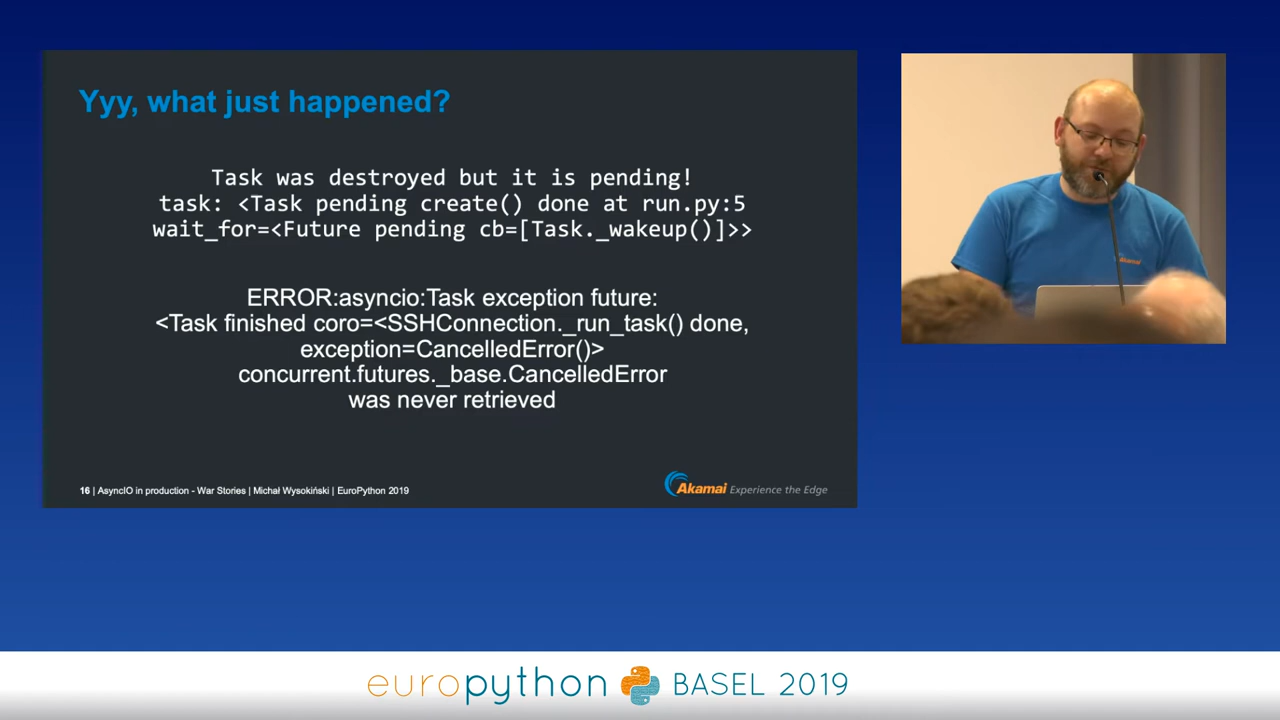 Yyy, what just happened?
Task was destroyed but it is pending!
task: <Task pending create() done at run.py:5
wait_for=<Future pending cb=[Task._wakeup()]>>
ERROR:asyncio:Task exception future:
<Task finished coro=<SSHConnection._run_task() done,
exception=CancelledError()>
concurrent.futures._base.CancelledError
was never retrieved
16 | AsyncIO in production - War Stories | Michał Wysokiński | EuroPython 2019
Akamai Experience the Edge
Akamai
europython BASEL 2019